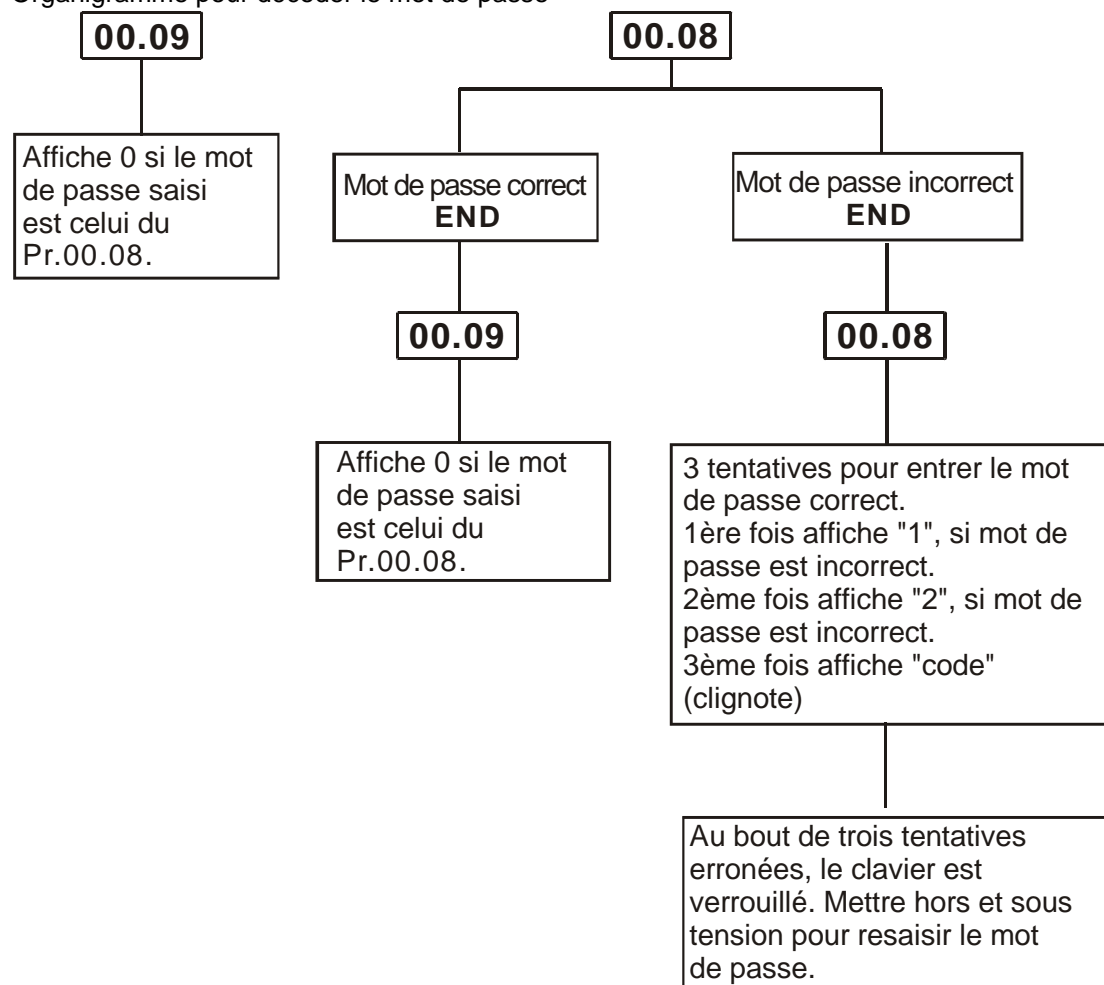 Organigramme pour décoder le mot de passe
00.09
00.08
Affiche 0 si le mot
de passe saisi
est celui du
Pr.00.08.
Mot de passe correct
END
Mot de passe incorrect
END
00.09
00.08
Affiche 0 si le mot
de passe saisi
est celui du
Pr.00.08.
3 tentatives pour entrer le mot
de passe correct.
1ère fois affiche "1", si mot de
passe est incorrect.
2ème fois affiche "2", si mot de
passe est incorrect.
3ème fois affiche "code"
(clignote)
Au bout de trois tentatives
erronées, le clavier est
verrouillé. Mettre hors et sous
tension pour resaisir le mot
de passe.